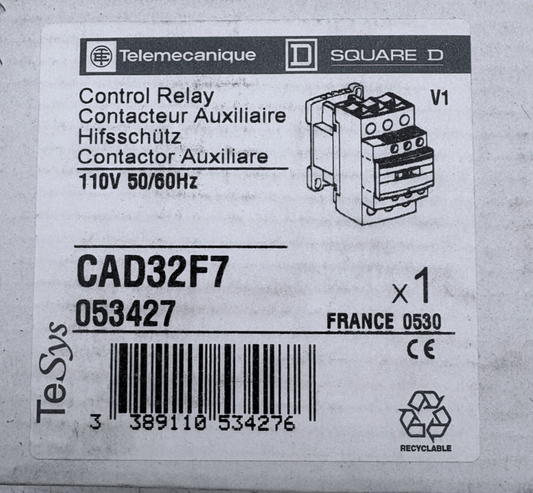 Telemecanique D SQUARE D
Control Relay V1
Contacteur Auxiliaire
Hifsschütz
Contactor Auxiliare
110V 50/60Hz
CAD32F7
053427 x 1
FRANCE 0530
TeSys
CE
3 389110 534276
RECYCLABLE